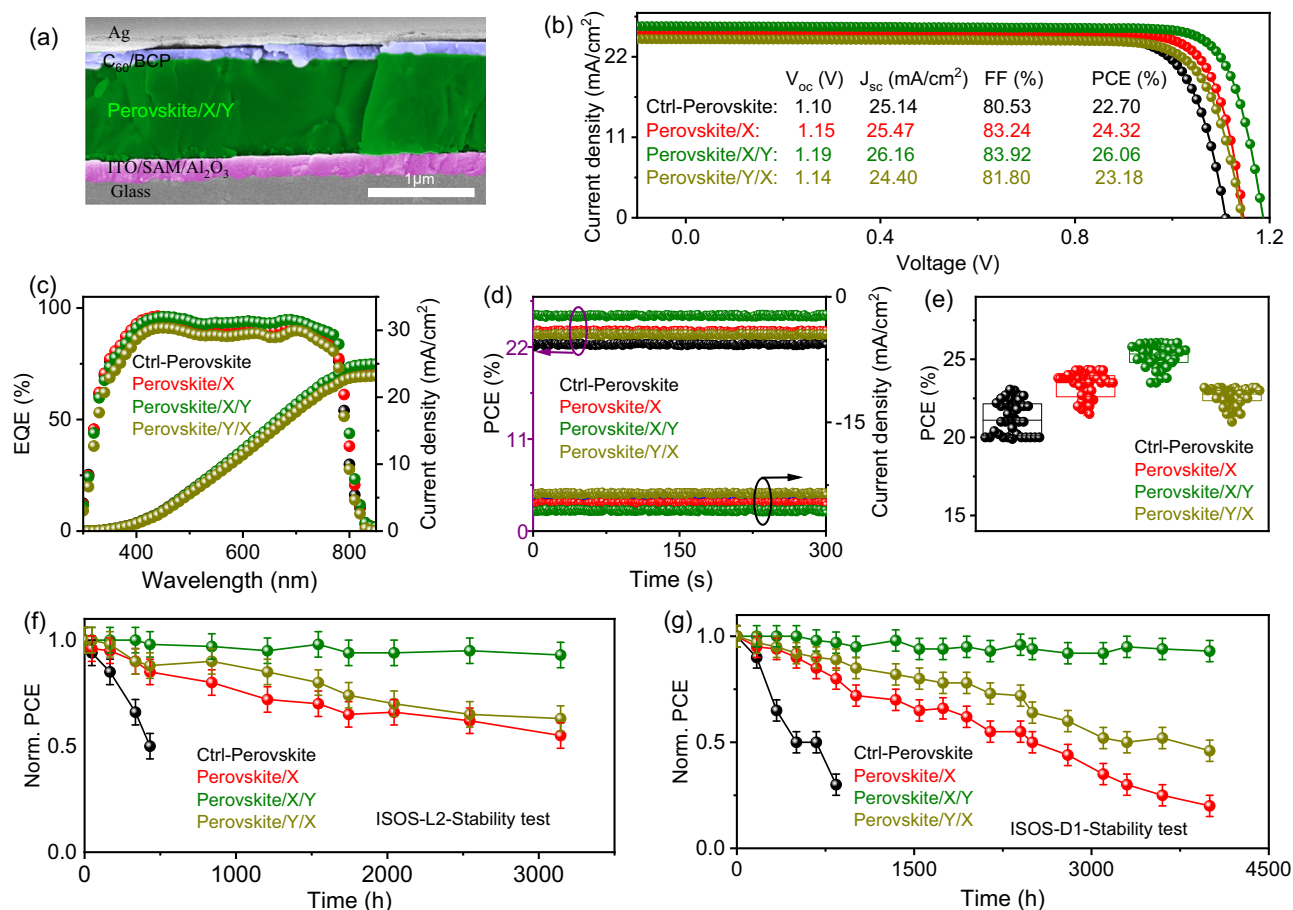 (a)
Ag
C₆₀/BCP
Perovskite/X/Y
ITO/SAM/Al₂O₃
Glass
1μm
(b)
Current density (mA/cm²)
22
11
0
V_oc (V) J_sc (mA/cm²) FF (%) PCE (%)
Ctrl-Perovskite: 1.10 25.14 80.53 22.70
Perovskite/X: 1.15 25.47 83.24 24.32
Perovskite/X/Y: 1.19 26.16 83.92 26.06
Perovskite/Y/X: 1.14 24.40 81.80 23.18
0.0 0.4 0.8 1.2
Voltage (V)
(c)
EQE (%)
100
50
0
Ctrl-Perovskite
Perovskite/X
Perovskite/X/Y
Perovskite/Y/X
30
20
10
0
Current density (mA/cm²)
400 600 800
Wavelength (nm)
(d)
PCE (%)
22
11
0
Ctrl-Perovskite
Perovskite/X
Perovskite/X/Y
Perovskite/Y/X
0
-15
Current density (mA/cm²)
0 150 300
Time (s)
(e)
PCE (%)
25
20
15
Ctrl-Perovskite
Perovskite/X
Perovskite/X/Y
Perovskite/Y/X
(f)
Norm. PCE
1.0
0.5
0.0
Ctrl-Perovskite
Perovskite/X
Perovskite/X/Y
Perovskite/Y/X
ISOS-L2-Stability test
0 1000 2000 3000
Time (h)
(g)
Norm. PCE
1.0
0.5
0.0
Ctrl-Perovskite
Perovskite/X
Perovskite/X/Y
Perovskite/Y/X
ISOS-D1-Stability test
0 1500 3000 4500
Time (h)